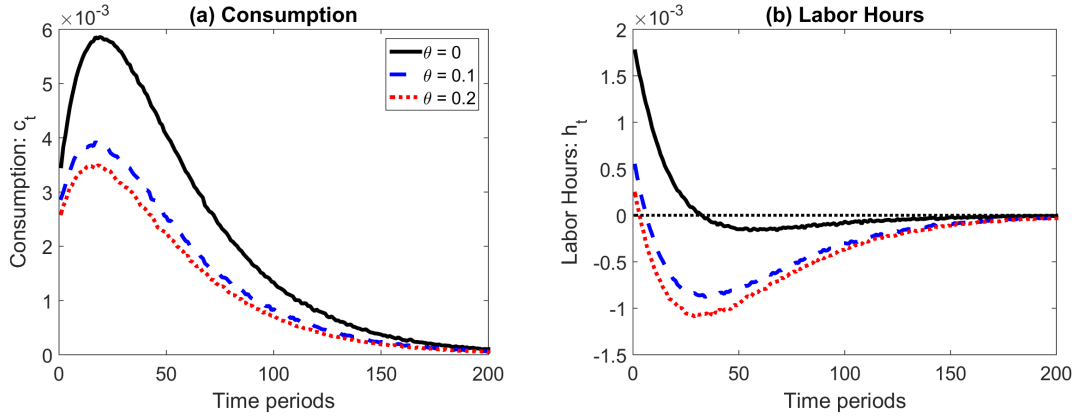 (a) Consumption
×10⁻³
6
5
4
3
2
1
0
Consumption: cₜ
θ = 0
θ = 0.1
θ = 0.2
0 50 100 150 200
Time periods
(b) Labor Hours
×10⁻³
2
1.5
1
0.5
0
-0.5
-1
-1.5
Labor Hours: hₜ
0 50 100 150 200
Time periods